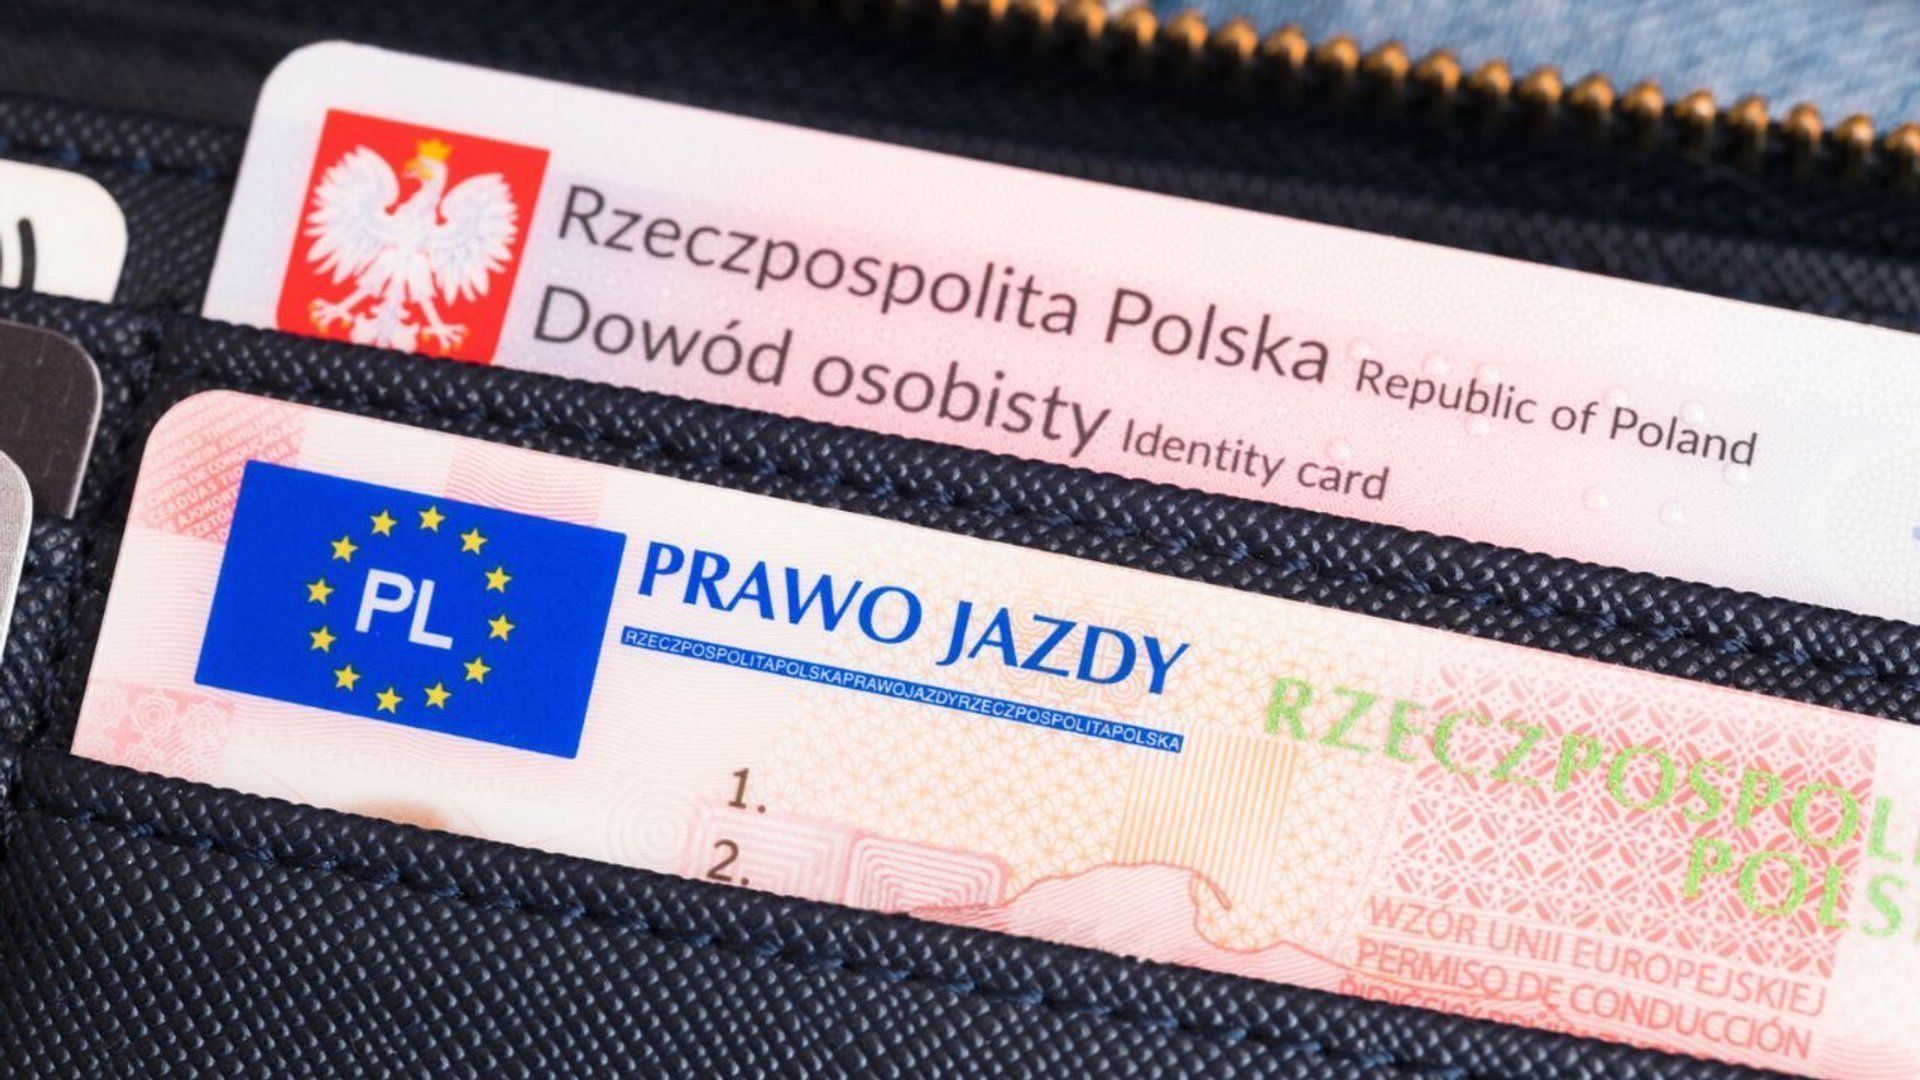 Rzeczpospolita Polska Republic of Poland
Dowód osobisty Identity card
PL
PRAWO JAZDY
RZECZPOSPOLITAPOLSKAPRAWOJAZDYRZECZPOSPOLITAPOLSKA
RZECZPOSPOLI
POLS
1.
2.
WZÓR UNII EUROPEJSKIEJ
PERMISO DE CONDUCCIÓN